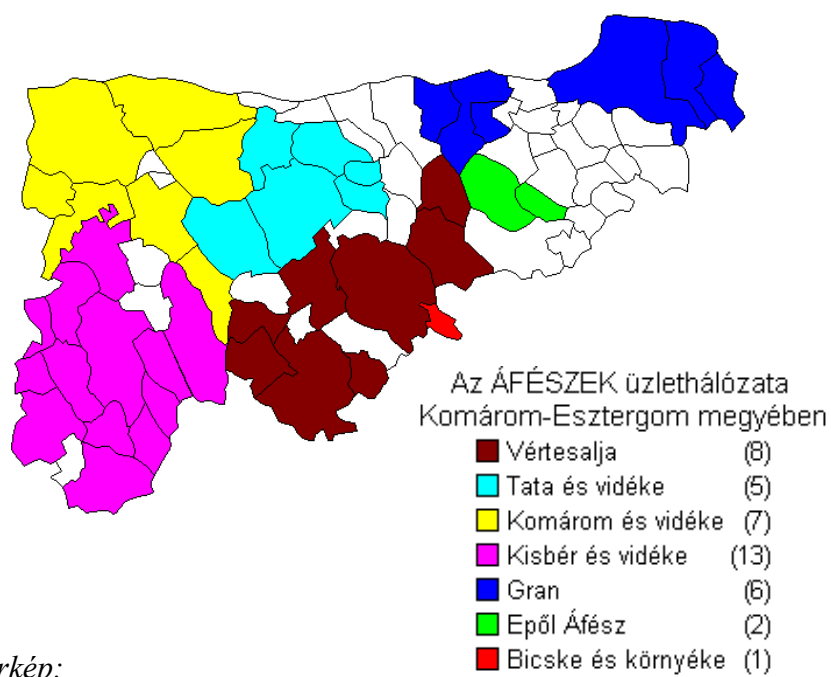 Az ÁFÉSZEK üzlethálózata
Komárom-Esztergom megyében
Vértesalja (8)
Tata és vidéke (5)
Komárom és vidéke (7)
Kisbér és vidéke (13)
Gran (6)
Epől Áfész (2)
Bicske és környéke (1)
rkép: